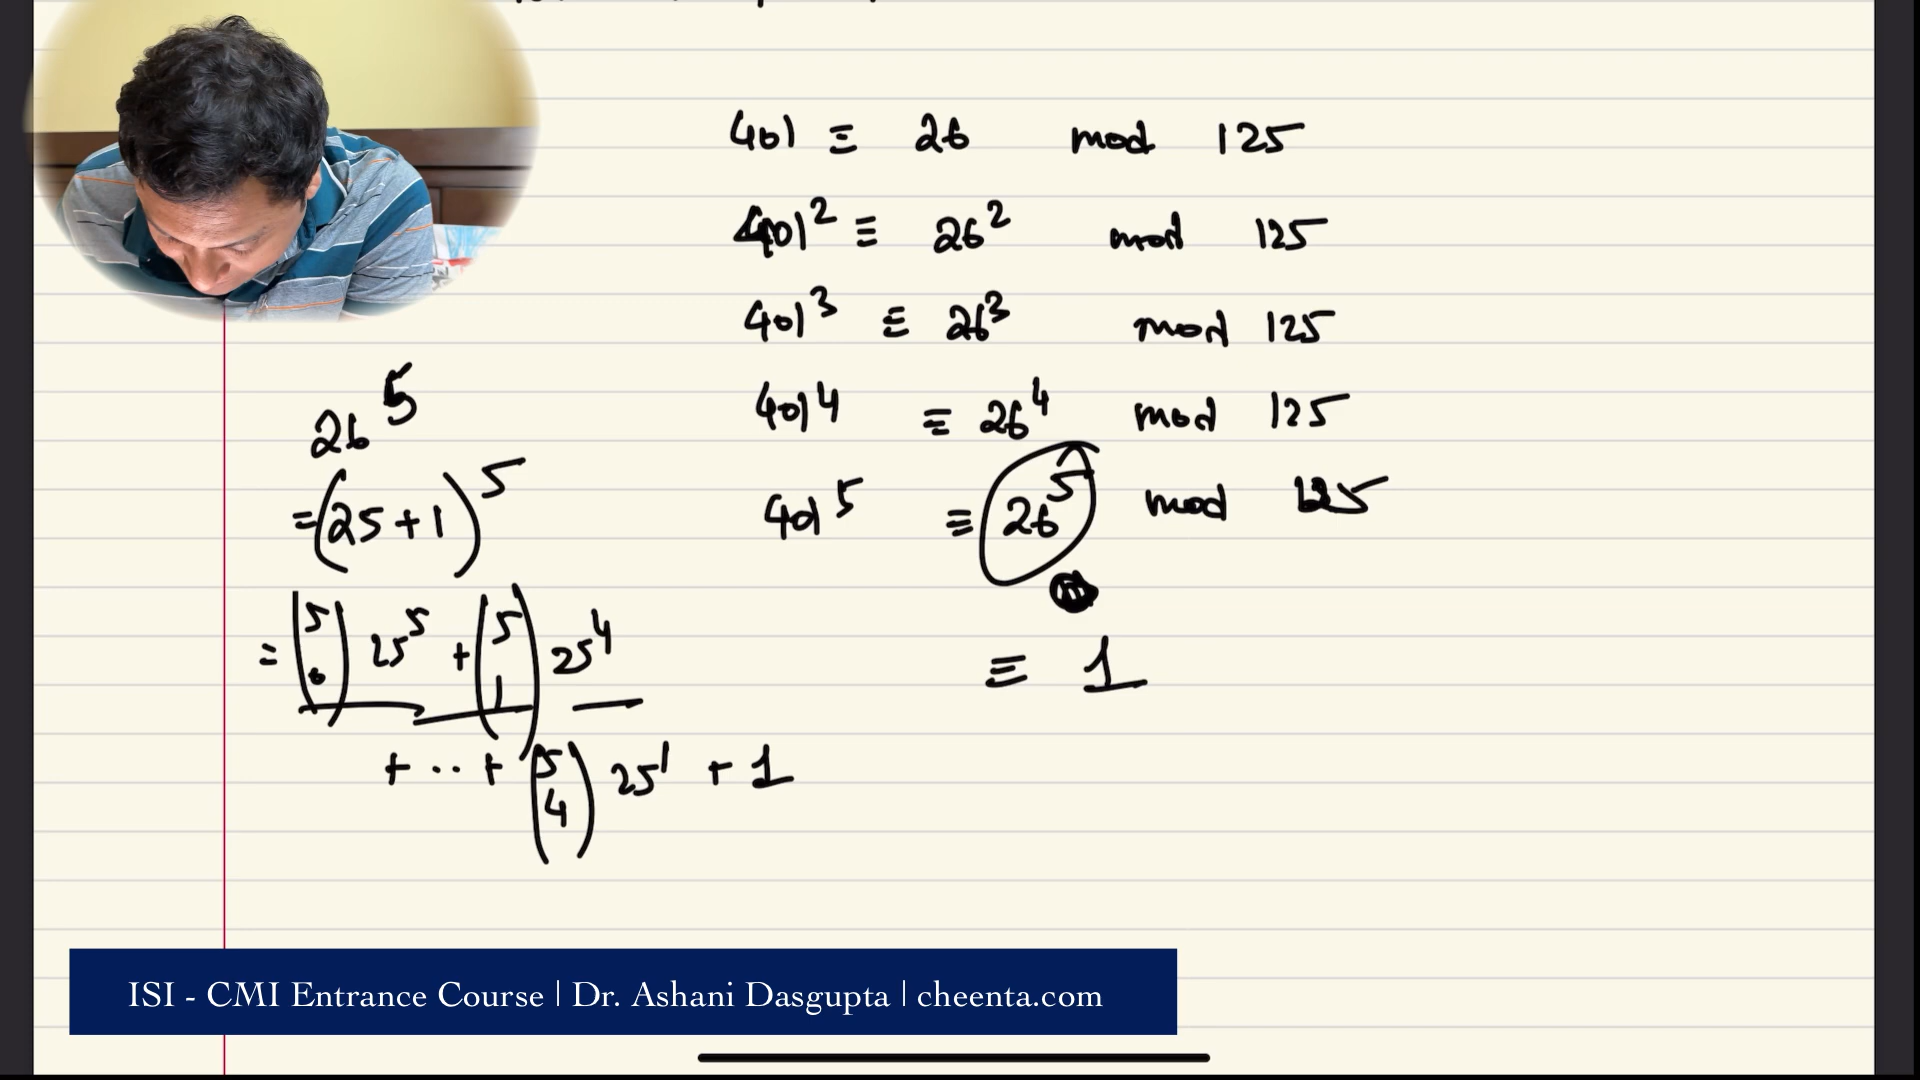 401 ≡ 26 mod 125
401² ≡ 26² mod 125
401³ ≡ 26³ mod 125
401⁴ ≡ 26⁴ mod 125
401⁵ ≡ 26⁵ mod 125
≡ 1
26⁵
= (25 + 1)⁵
= (5 0) 25⁵ + (5 1) 25⁴
+ ·· + (5 4) 25¹ + 1
ISI - CMI Entrance Course | Dr. Ashani Dasgupta | cheenta.com